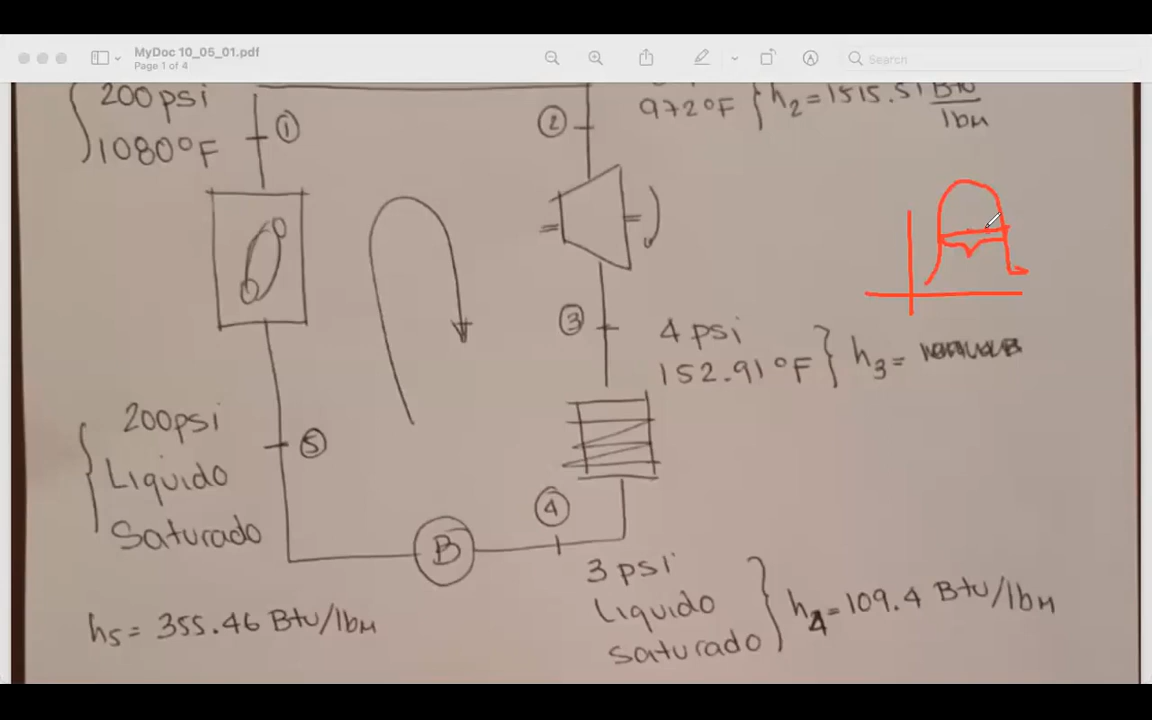 MyDoc 10_05_01.pdf
Page 1 of 4
Search
200 psi
1080°F
①
②
972°F } h2 = 1515.51 Btu
lbm
③
4 psi
152.91°F } h3 =
200psi
Líquido
Saturado
⑤
④
B
3 psi
Líquido
saturado
h4 = 109.4 Btu/lbm
h5 = 355.46 Btu/lbm